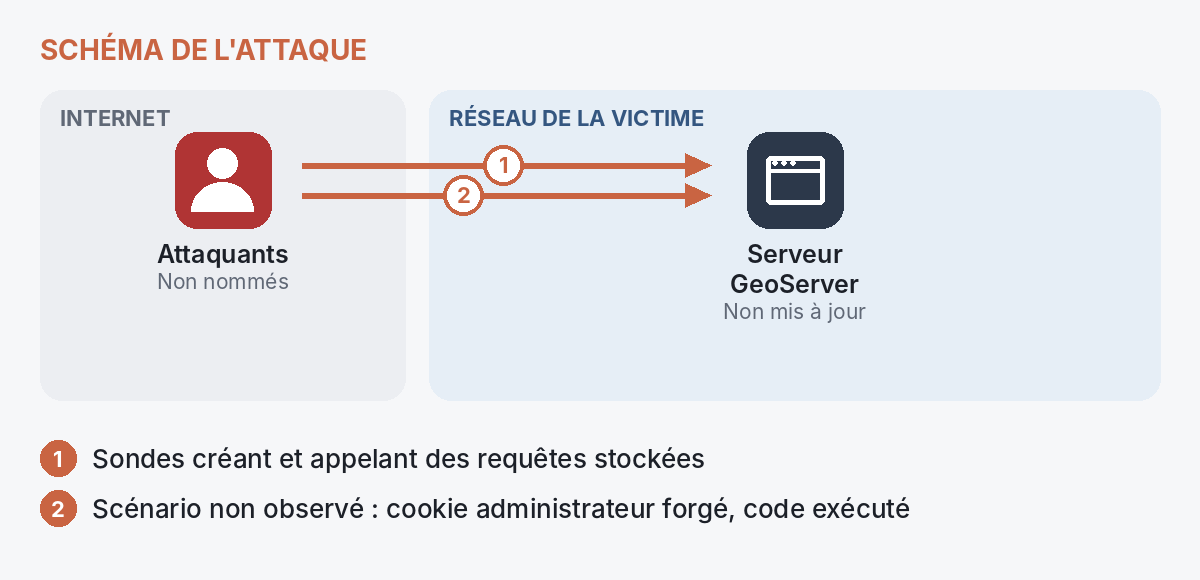 SCHÉMA DE L'ATTAQUE
INTERNET
RÉSEAU DE LA VICTIME
1
2
Attaquants
Non nommés
Serveur
GeoServer
Non mis à jour
1 Sondes créant et appelant des requêtes stockées
2 Scénario non observé : cookie administrateur forgé, code exécuté